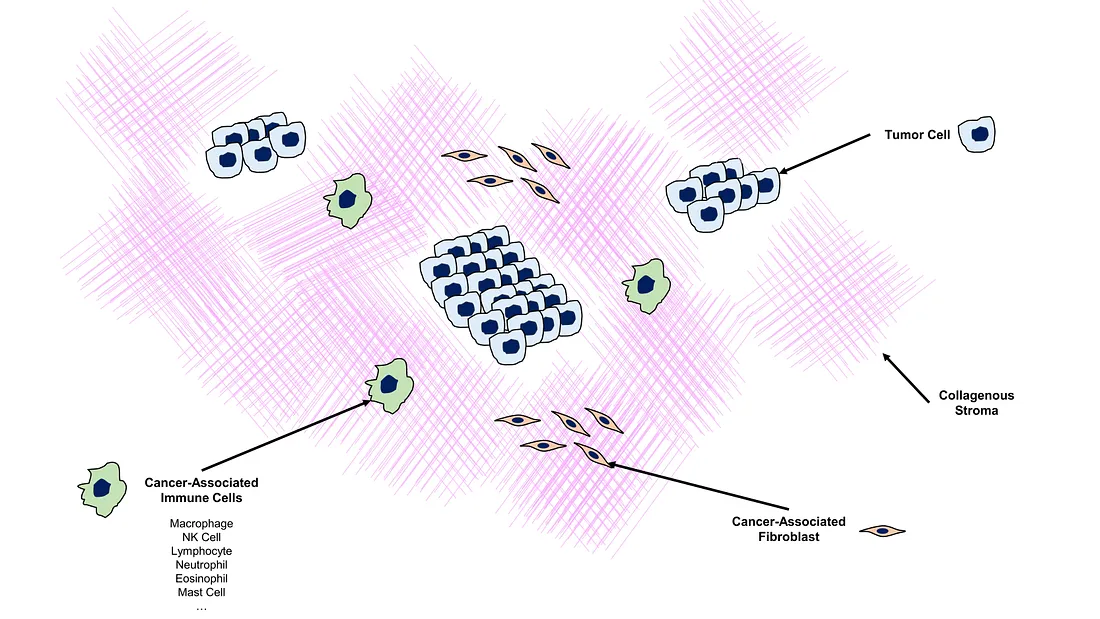 Tumor Cell
Collagenous
Stroma
Cancer-Associated
Immune Cells
Macrophage
NK Cell
Lymphocyte
Neutrophil
Eosinophil
Mast Cell
...
Cancer-Associated
Fibroblast